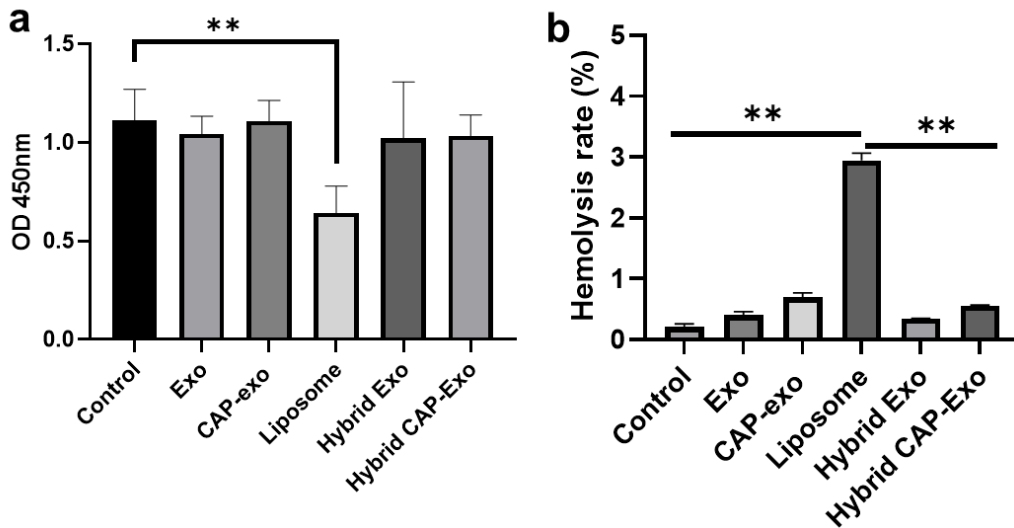 a
**
1.5
1.0
0.5
0.0
OD 450nm
Control
Exo
CAP-exo
Liposome
Hybrid Exo
Hybrid CAP-Exo
b
5
4
3
2
1
0
Hemolysis rate (%)
**
**
Control
Exo
CAP-exo
Liposome
Hybrid Exo
Hybrid CAP-Exo